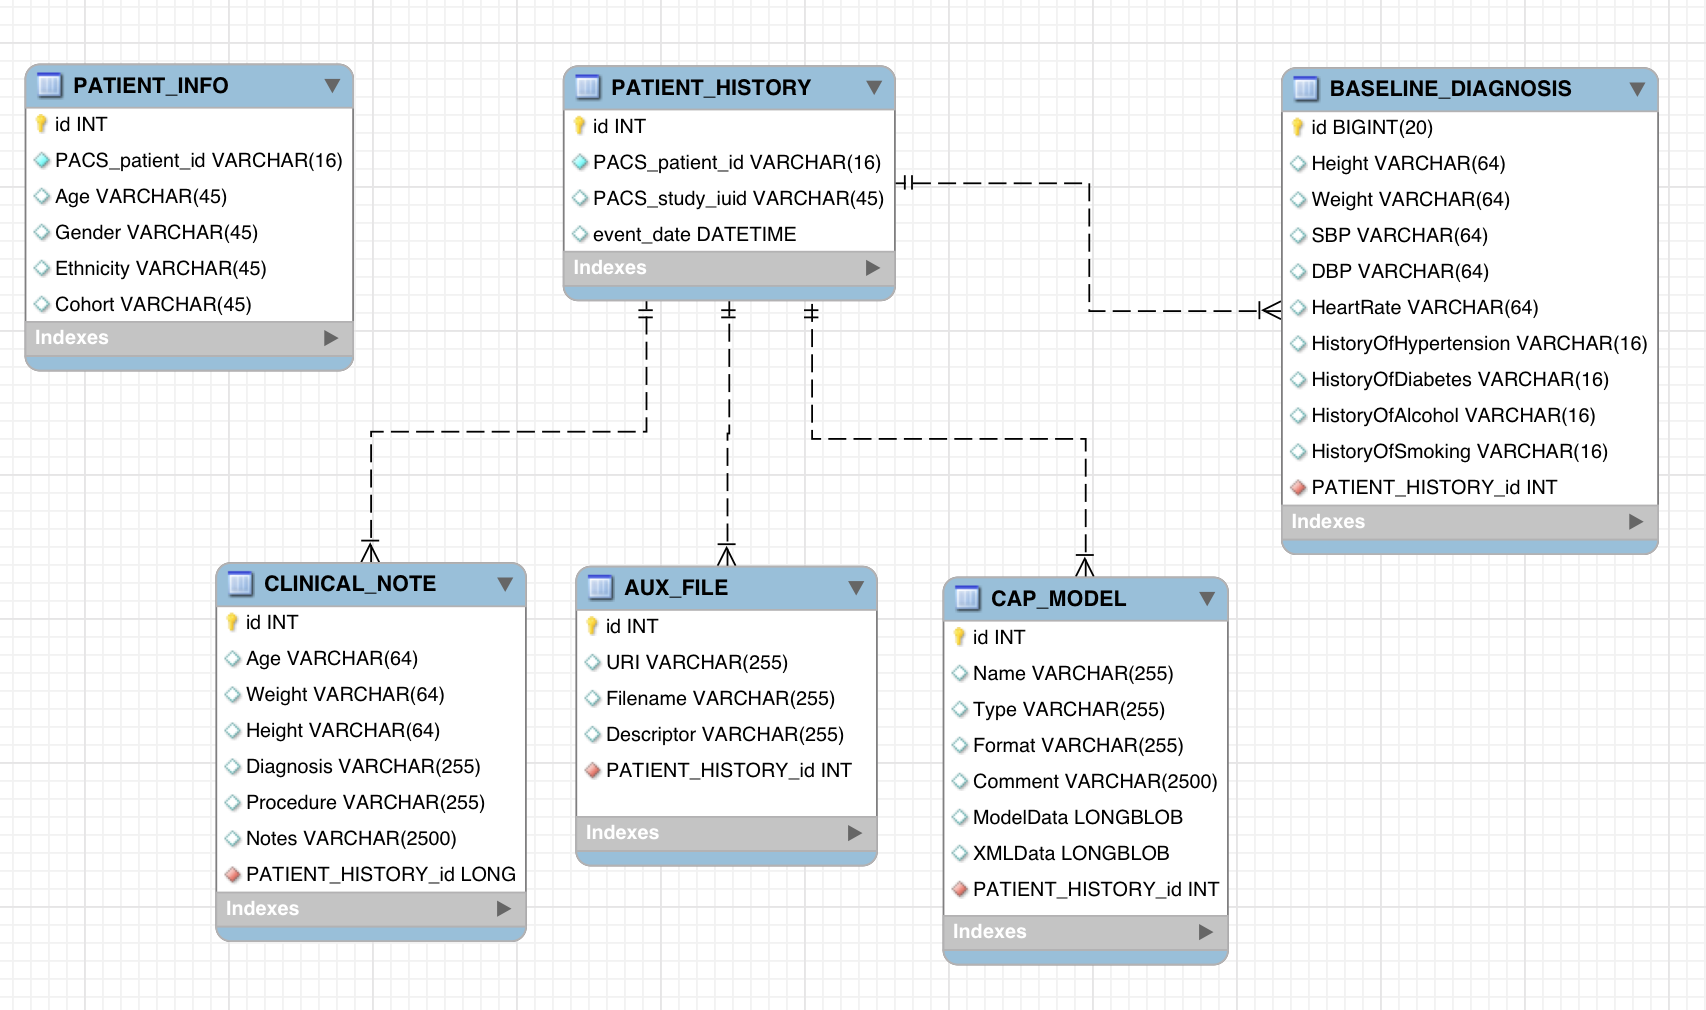 PATIENT_INFO
id INT
PACS_patient_id VARCHAR(16)
Age VARCHAR(45)
Gender VARCHAR(45)
Ethnicity VARCHAR(45)
Cohort VARCHAR(45)
Indexes
PATIENT_HISTORY
id INT
PACS_patient_id VARCHAR(16)
PACS_study_iuid VARCHAR(45)
event_date DATETIME
Indexes
BASELINE_DIAGNOSIS
id BIGINT(20)
Height VARCHAR(64)
Weight VARCHAR(64)
SBP VARCHAR(64)
DBP VARCHAR(64)
HeartRate VARCHAR(64)
HistoryOfHypertension VARCHAR(16)
HistoryOfDiabetes VARCHAR(16)
HistoryOfAlcohol VARCHAR(16)
HistoryOfSmoking VARCHAR(16)
PATIENT_HISTORY_id INT
Indexes
CLINICAL_NOTE
id INT
Age VARCHAR(64)
Weight VARCHAR(64)
Height VARCHAR(64)
Diagnosis VARCHAR(255)
Procedure VARCHAR(255)
Notes VARCHAR(2500)
PATIENT_HISTORY_id LONG
Indexes
AUX_FILE
id INT
URI VARCHAR(255)
Filename VARCHAR(255)
Descriptor VARCHAR(255)
PATIENT_HISTORY_id INT
Indexes
CAP_MODEL
id INT
Name VARCHAR(255)
Type VARCHAR(255)
Format VARCHAR(255)
Comment VARCHAR(2500)
ModelData LONGBLOB
XMLData LONGBLOB
PATIENT_HISTORY_id INT
Indexes